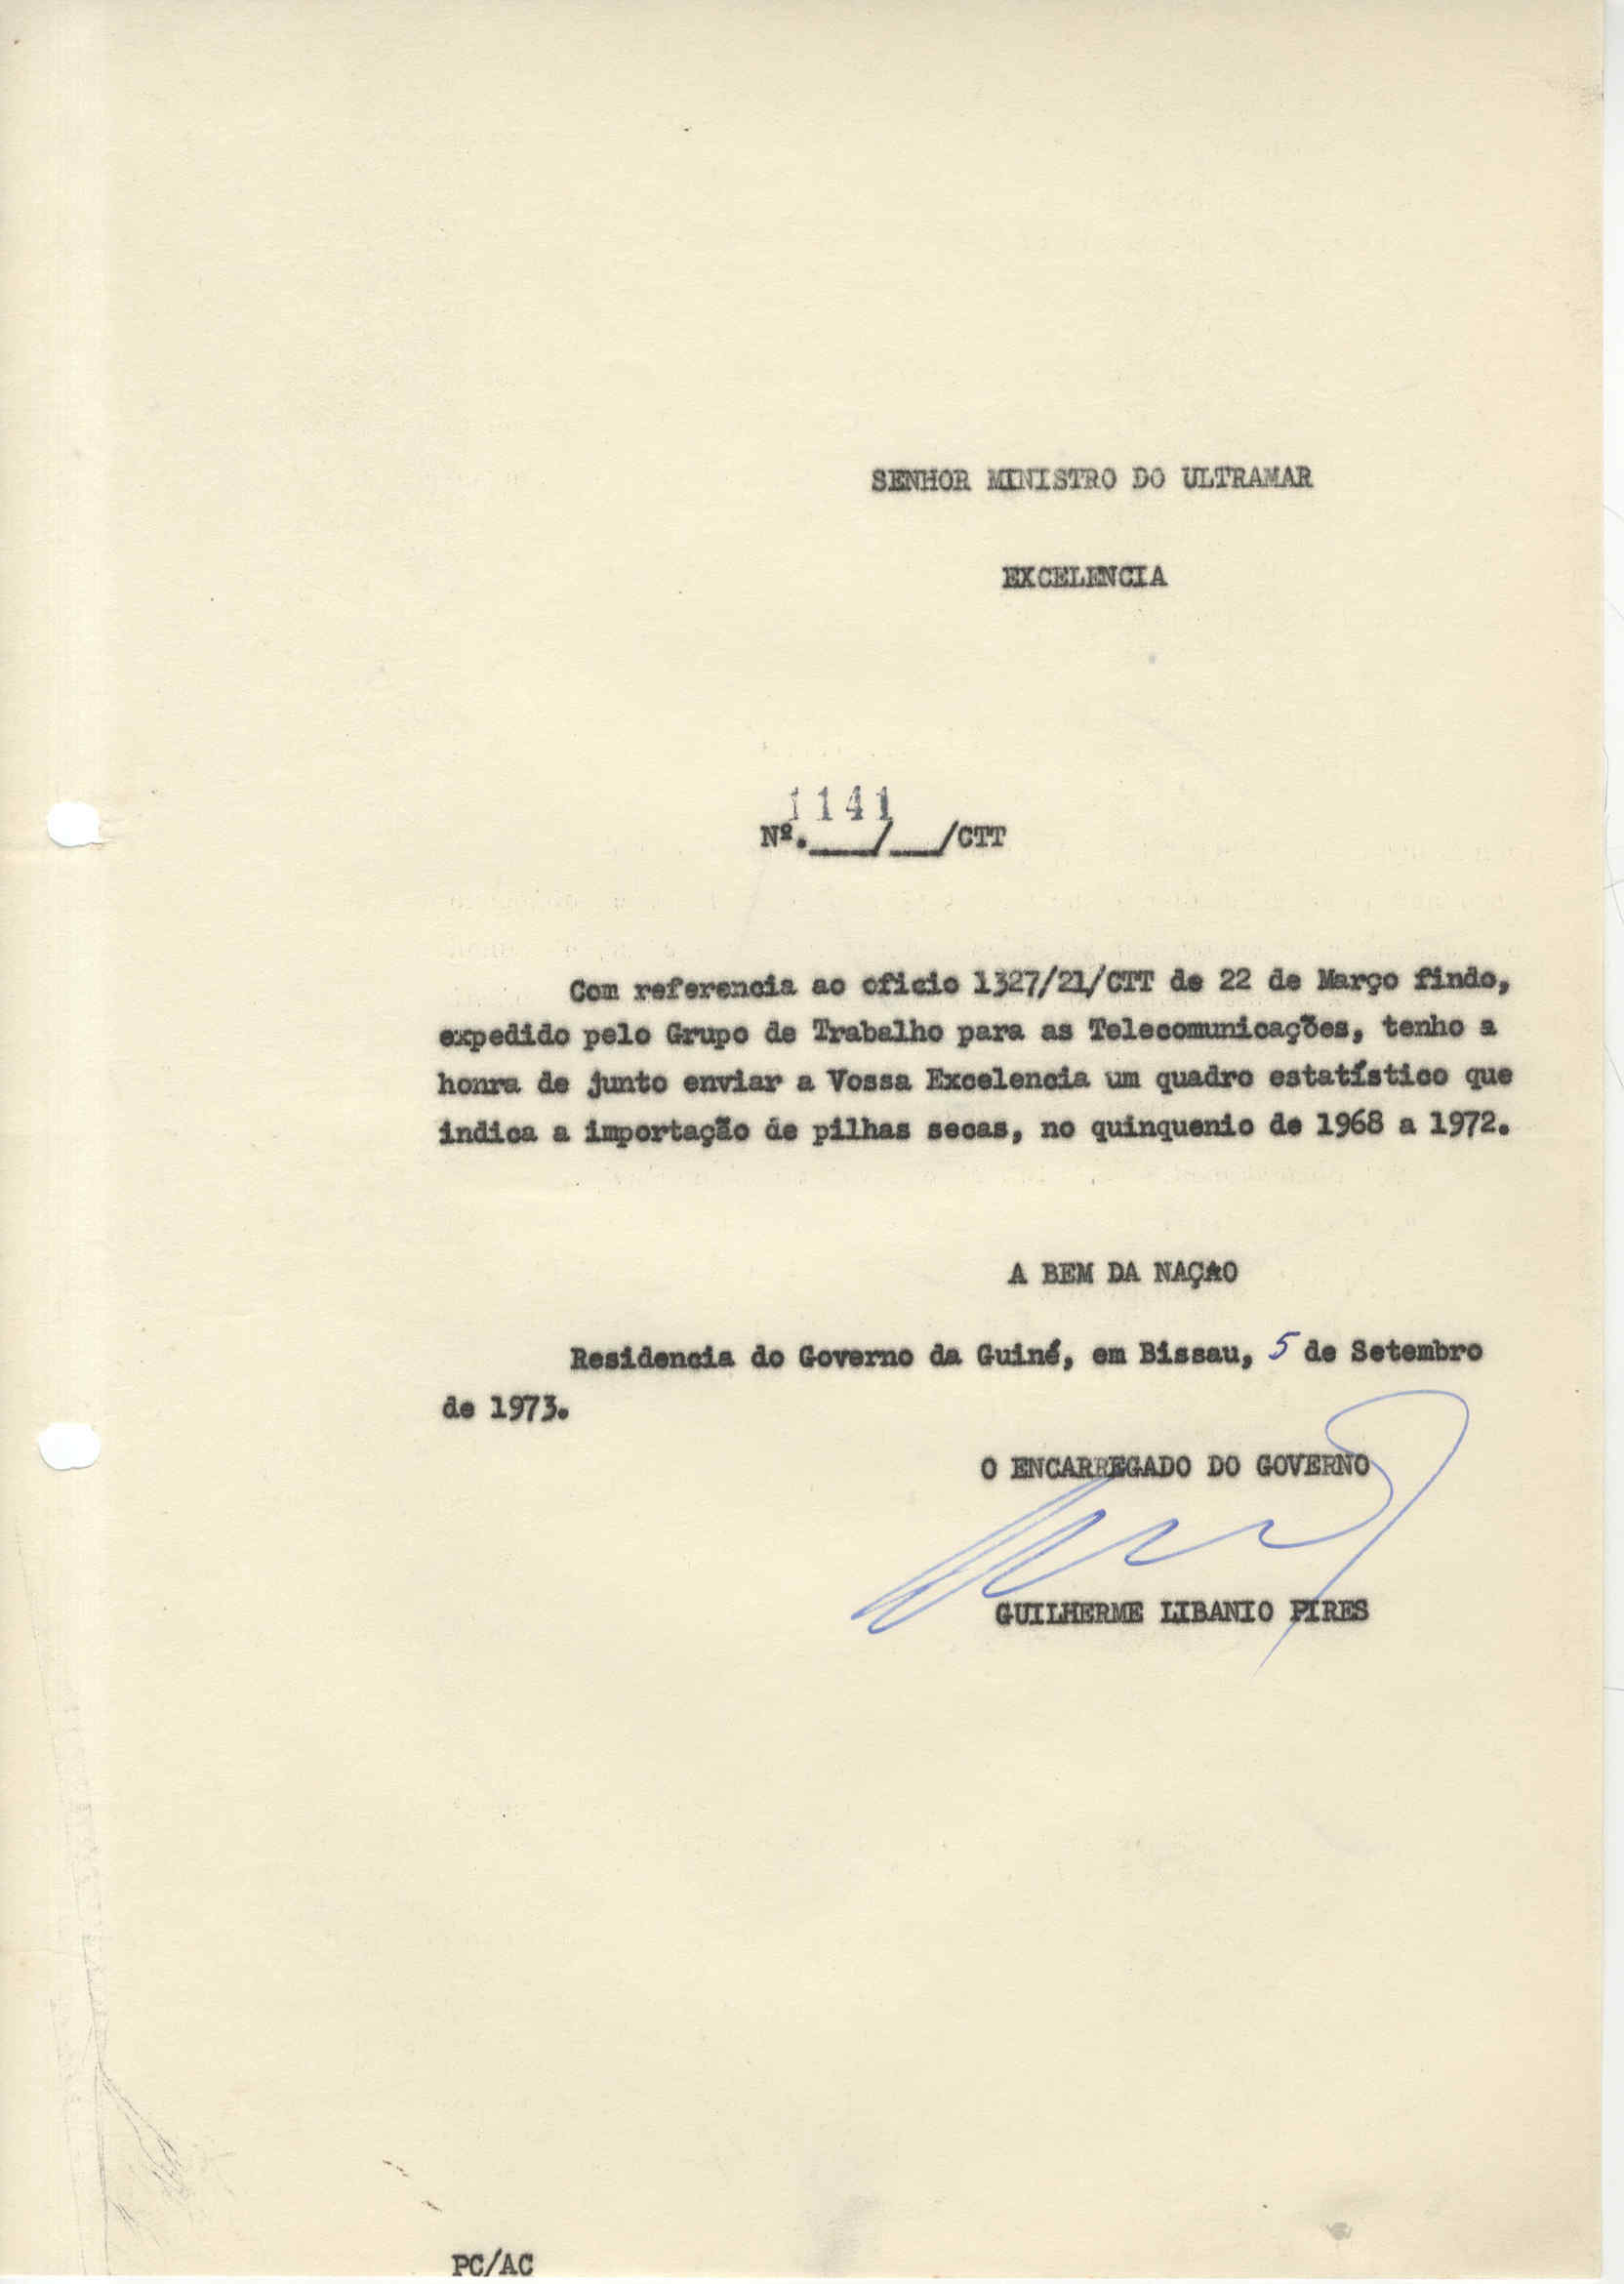 SENHOR MINISTRO DO ULTRAMAR
EXCELENCIA
1141
Nº.___/__/CTT
Com referencia ao oficio 1327/21/CTT de 22 de Março findo,
expedido pelo Grupo de Trabalho para as Telecomunicações, tenho a
honra de junto enviar a Vossa Excelencia um quadro estatístico que
indica a importação de pilhas secas, no quinquenio de 1968 a 1972.
A BEM DA NAÇAO
Residencia do Governo da Guiné, em Bissau, 5 de Setembro
de 1973.
O ENCARREGADO DO GOVERNO
GUILHERME LIBANIO PIRES
PC/AC